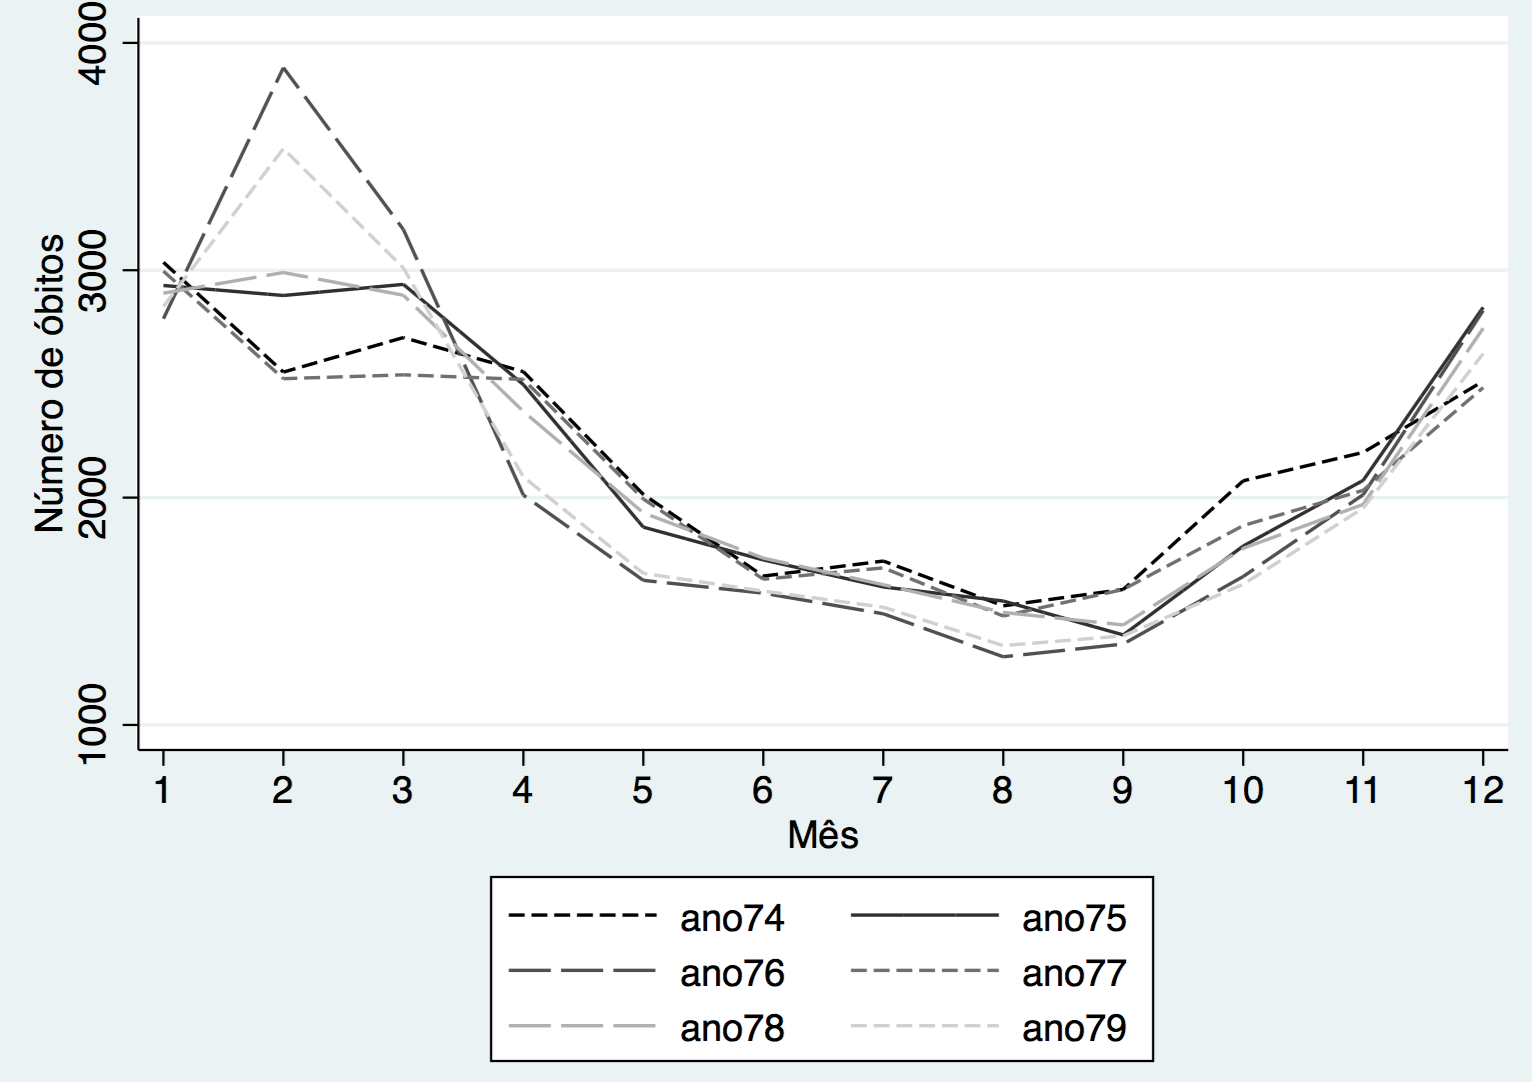 Número de óbitos
4000
3000
2000
1000
1 2 3 4 5 6 7 8 9 10 11 12
Mês
ano74 ano75
ano76 ano77
ano78 ano79